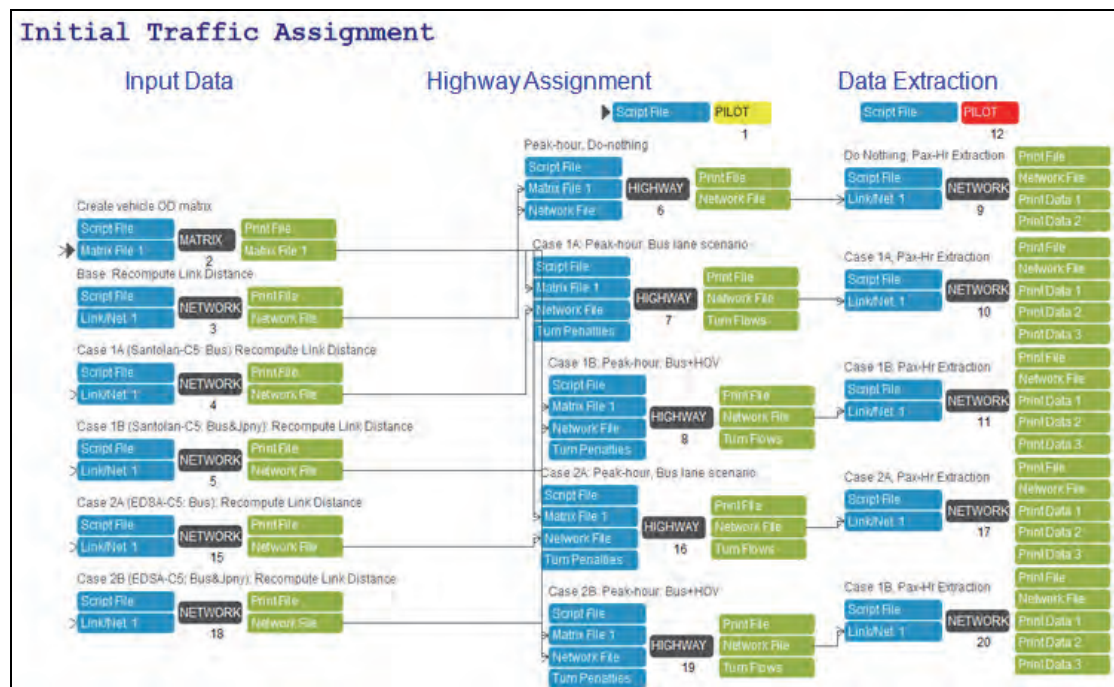 Initial Traffic Assignment
Input Data
Highway Assignment
Data Extraction
Script File PILOT
1
Script File PILOT
12
Create vehicle OD matrix
Script File
Matrix File 1
MATRIX
2
Print File
Matrix File 1
Base: Recompute Link Distance
Script File
Link/Net 1
NETWORK
3
Print File
Network File
Case 1A (Santolan-C5: Bus) Recompute Link Distance
Script File
Link/Net 1
NETWORK
4
Print File
Network File
Case 1B (Santolan-C5: Bus&Jpny): Recompute Link Distance
Script File
Link/Net 1
NETWORK
5
Print File
Network File
Case 2A (EDSA-C5: Bus): Recompute Link Distance
Script File
Link/Net 1
NETWORK
15
Print File
Network File
Case 2B (EDSA-C5: Bus&Jpny): Recompute Link Distance
Script File
Link/Net 1
NETWORK
18
Print File
Network File
Peak-hour, Do-nothing
Script File
Matrix File 1
Network File
HIGHWAY
6
Print File
Network File
Case 1A: Peak-hour, Bus lane scenario
Script File
Matrix File 1
Network File
Turn Penalties
HIGHWAY
7
Print File
Network File
Turn Flows
Case 1B: Peak-hour: Bus+HOV
Script File
Matrix File 1
Network File
Turn Penalties
HIGHWAY
8
Print File
Network File
Turn Flows
Case 2A: Peak-hour, Bus lane scenario
Script File
Matrix File 1
Network File
Turn Penalties
HIGHWAY
16
Print File
Network File
Turn Flows
Case 2B: Peak-hour: Bus+HOV
Script File
Matrix File 1
Network File
Turn Penalties
HIGHWAY
19
Print File
Network File
Turn Flows
Do Nothing, Pax-Hr Extraction
Script File
Link/Net 1
NETWORK
9
Print File
Network File
Print Data 1
Print Data 2
Case 1A, Pax-Hr Extraction
Script File
Link/Net 1
NETWORK
10
Print File
Network File
Print Data 1
Print Data 2
Print Data 3
Case 1B, Pax-Hr Extraction
Script File
Link/Net 1
NETWORK
11
Print File
Network File
Print Data 1
Print Data 2
Print Data 3
Case 2A, Pax-Hr Extraction
Script File
Link/Net 1
NETWORK
17
Print File
Network File
Print Data 1
Print Data 2
Print Data 3
Case 1B, Pax-Hr Extraction
Script File
Link/Net 1
NETWORK
20
Print File
Network File
Print Data 1
Print Data 2
Print Data 3